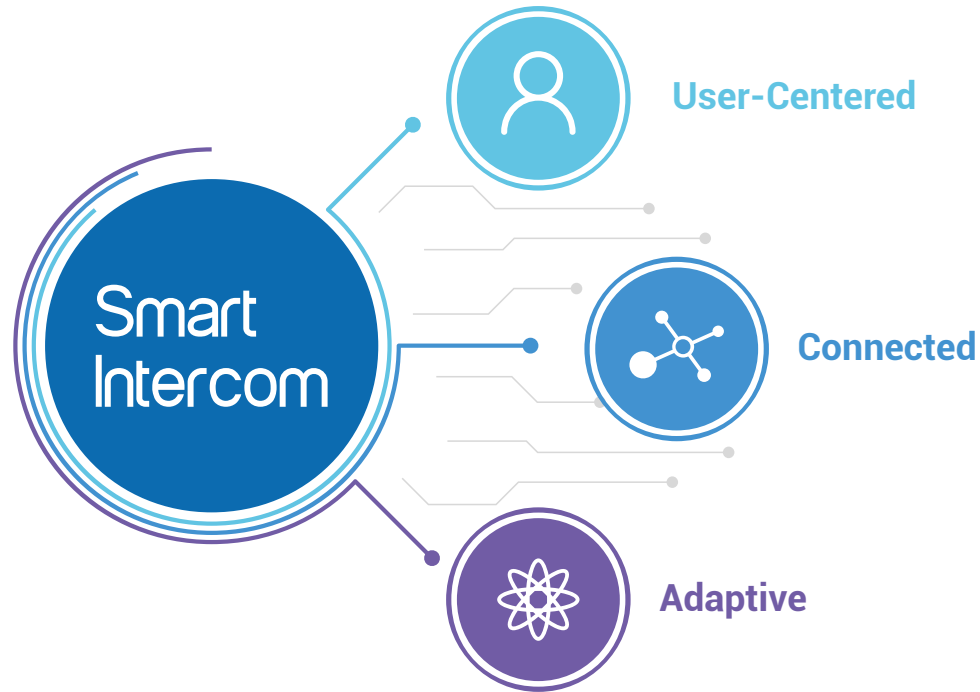 Smart
Intercom
User-Centered
Connected
Adaptive